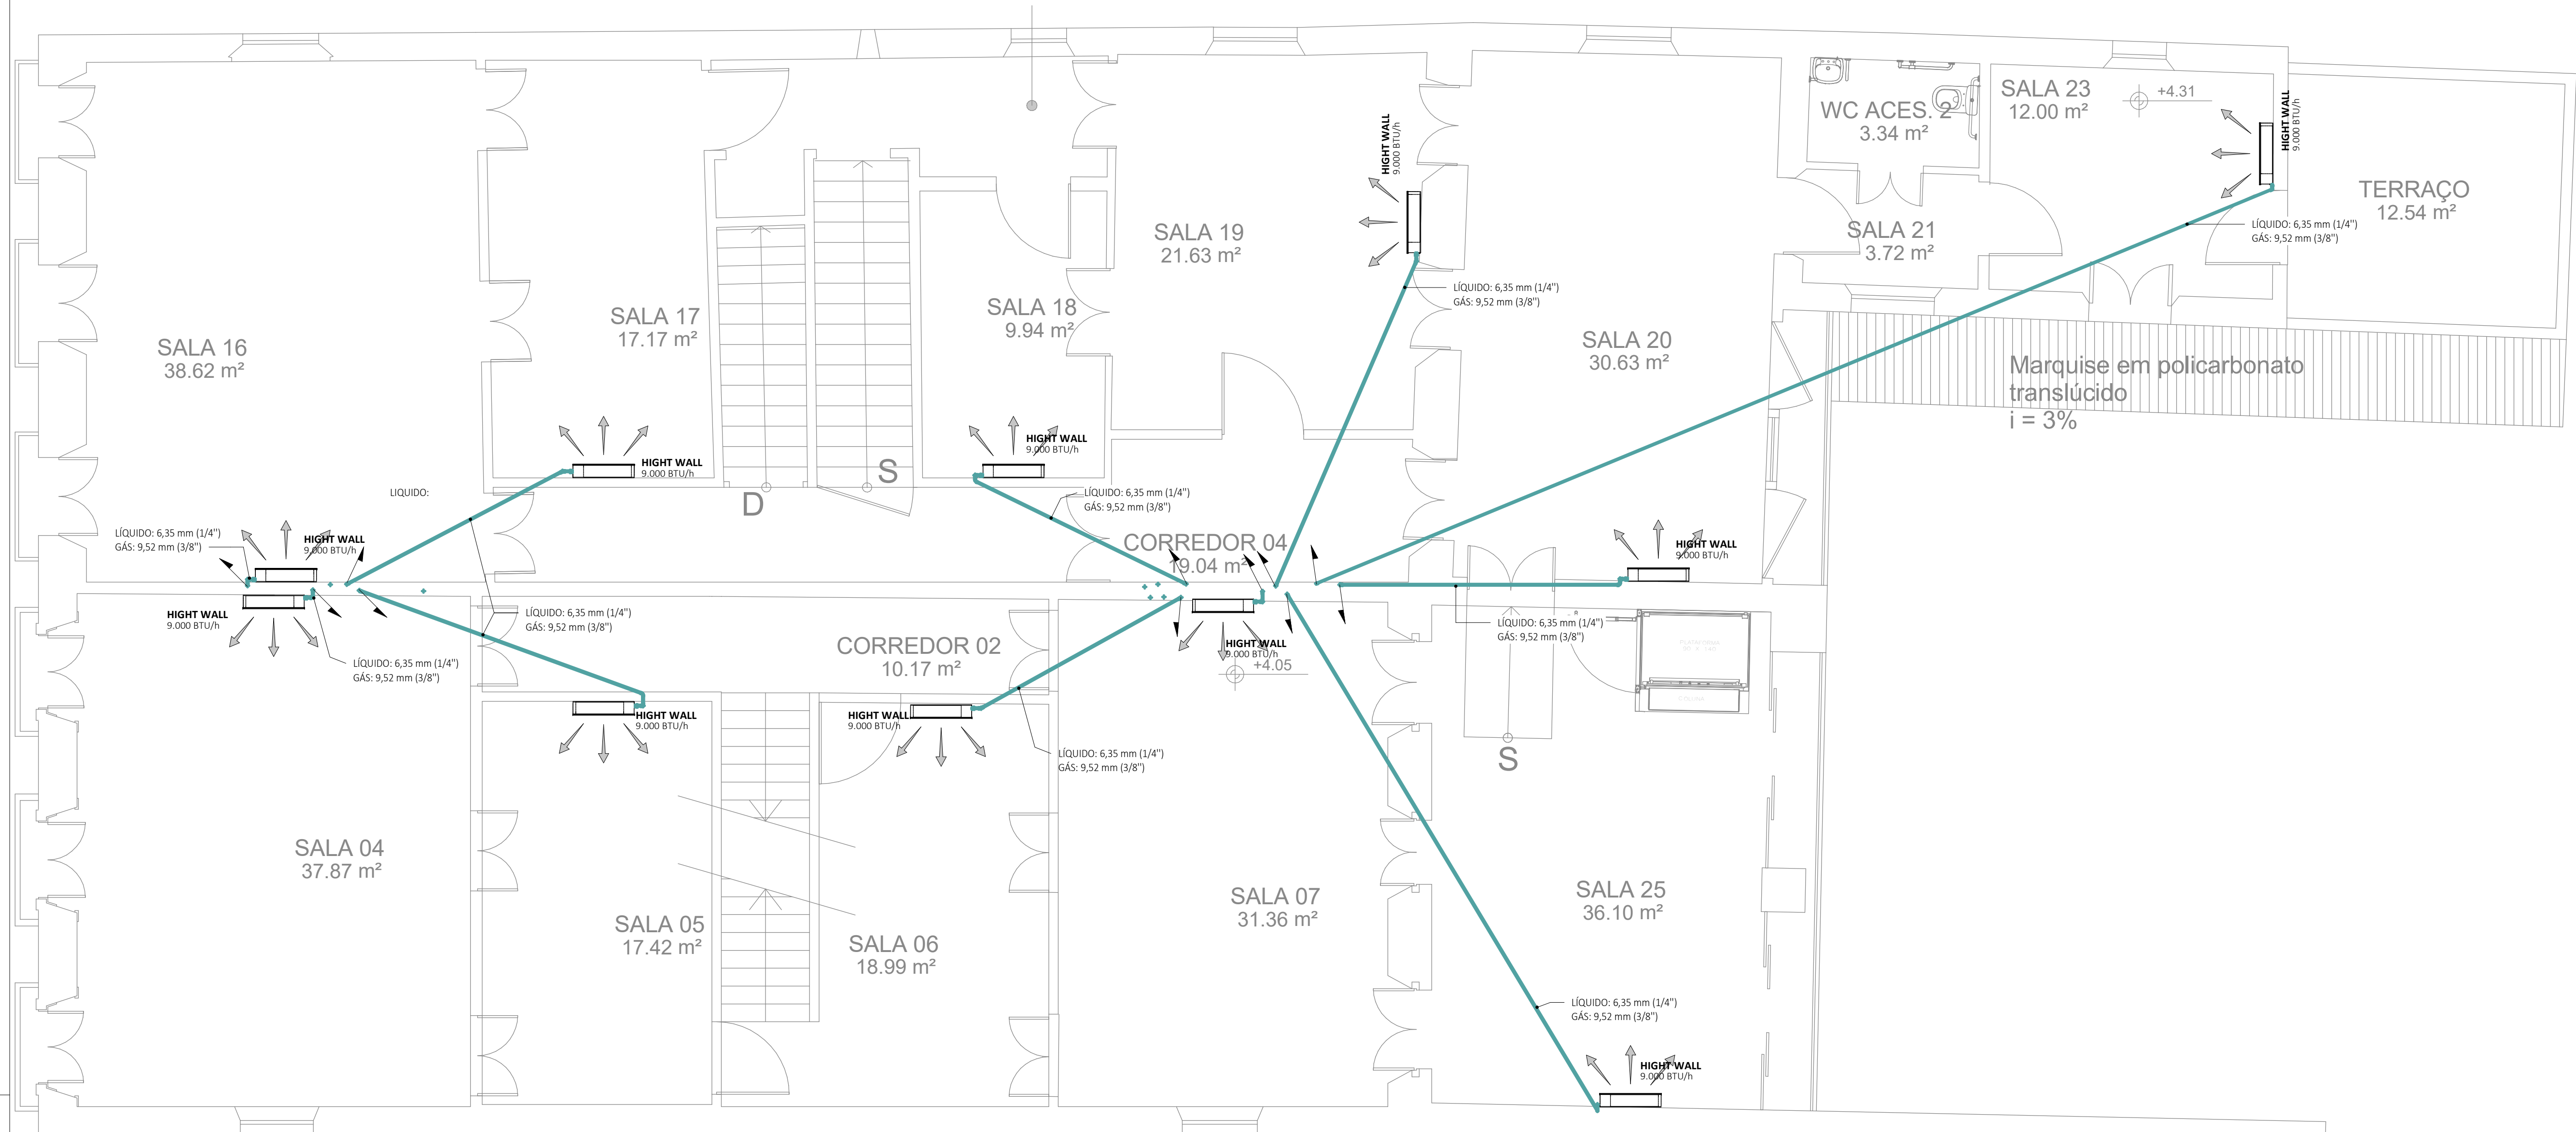 SALA 16
38.62 m²
SALA 17
17.17 m²
SALA 18
9.94 m²
SALA 19
21.63 m²
SALA 20
30.63 m²
WC ACES. 2
3.34 m²
SALA 23
12.00 m²
+4.31
SALA 21
3.72 m²
TERRAÇO
12.54 m²
Marquise em policarbonato
translúcido
i = 3%
HIGHT WALL
9.000 BTU/h
HIGHT WALL
9.000 BTU/h
LÍQUIDO: 6,35 mm (1/4")
GÁS: 9,52 mm (3/8")
LÍQUIDO: 6,35 mm (1/4")
GÁS: 9,52 mm (3/8")
HIGHT WALL
9.000 BTU/h
HIGHT WALL
9.000 BTU/h
D
S
LIQUIDO:
LÍQUIDO: 6,35 mm (1/4")
GÁS: 9,52 mm (3/8")
LÍQUIDO: 6,35 mm (1/4")
GÁS: 9,52 mm (3/8")
HIGHT WALL
9.000 BTU/h
CORREDOR 04
19.04 m²
HIGHT WALL
9.000 BTU/h
HIGHT WALL
9.000 BTU/h
LÍQUIDO: 6,35 mm (1/4")
GÁS: 9,52 mm (3/8")
LÍQUIDO: 6,35 mm (1/4")
GÁS: 9,52 mm (3/8")
LÍQUIDO: 6,35 mm (1/4")
GÁS: 9,52 mm (3/8")
CORREDOR 02
10.17 m²
HIGHT WALL
9.000 BTU/h
+4.05
HIGHT WALL
9.000 BTU/h
HIGHT WALL
9.000 BTU/h
LÍQUIDO: 6,35 mm (1/4")
GÁS: 9,52 mm (3/8")
S
SALA 04
37.87 m²
SALA 05
17.42 m²
SALA 06
18.99 m²
SALA 07
31.36 m²
SALA 25
36.10 m²
LÍQUIDO: 6,35 mm (1/4")
GÁS: 9,52 mm (3/8")
HIGHT WALL
9.000 BTU/h